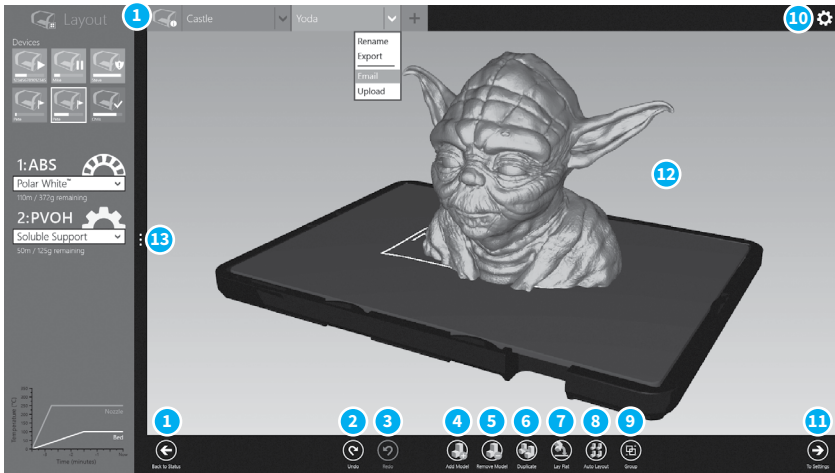 Layout
1
Castle
Yoda
+
10
Devices
Rename
Export
Email
Upload
1:ABS
Polar White™
110m / 372g remaining
2:PVOH
Soluble Support
50m / 125g remaining
12
13
Temperature (°C)
Nozzle
Bed
Time (minutes)
1
2
3
4
5
6
7
8
9
11
Back to Status
Undo
Redo
Add Model
Remove Model
Duplicate
Lay Flat
Auto Layout
Group
To Settings